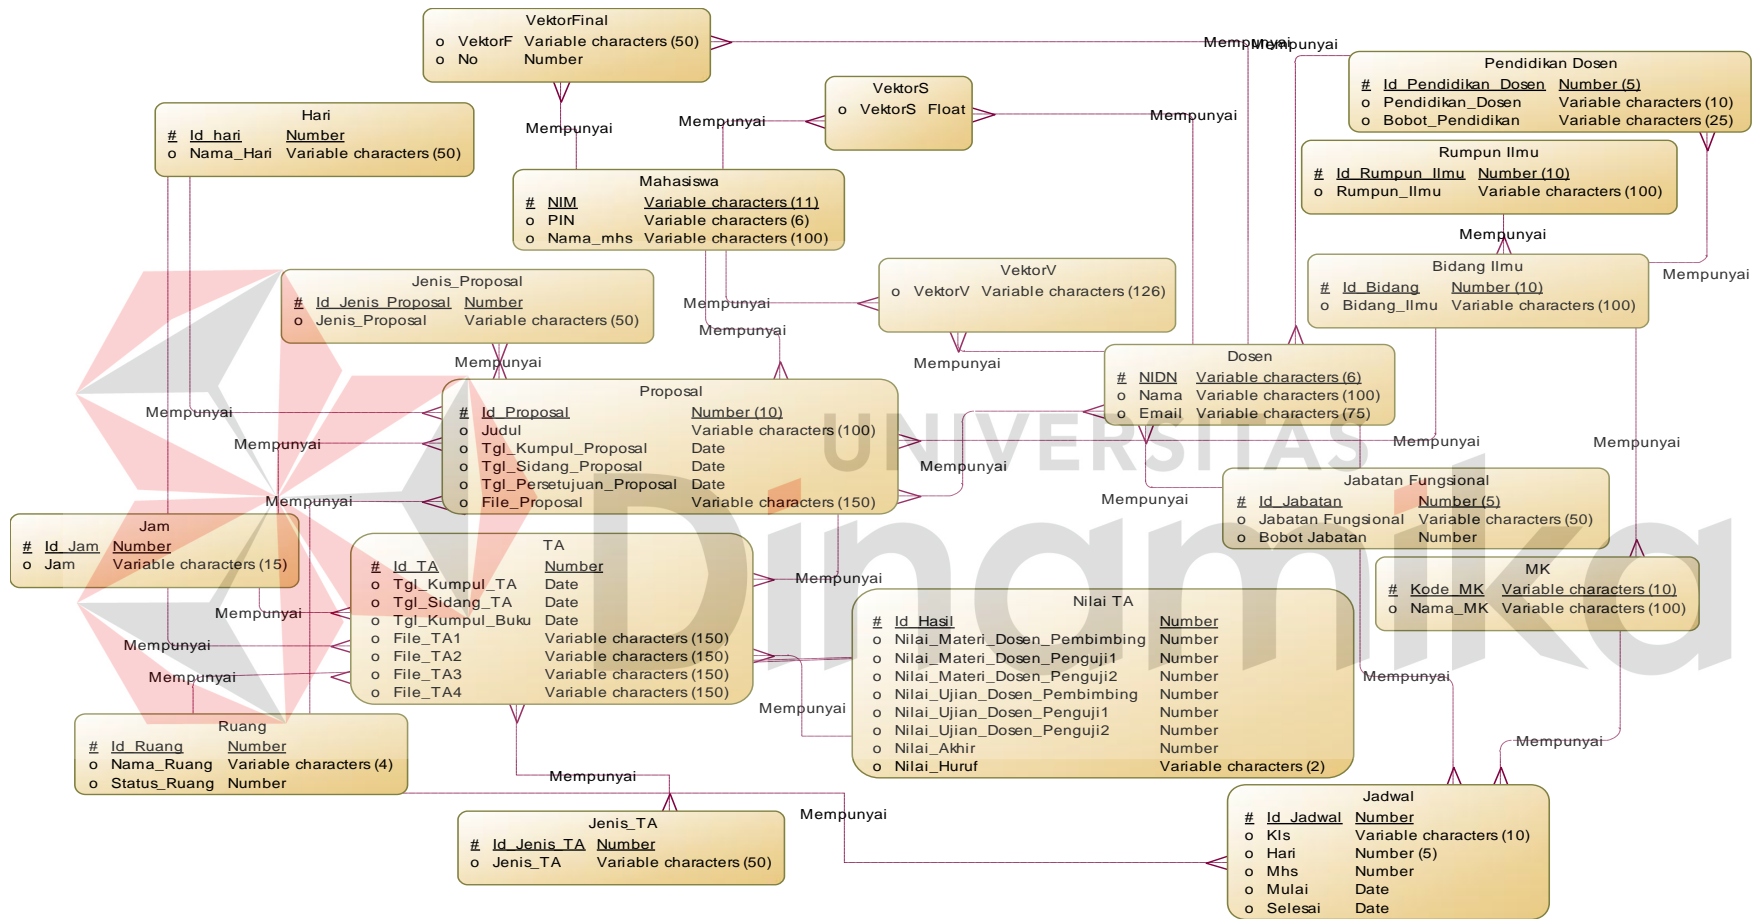 VektorFinal
o VektorF Variable characters (50)
o No Number
Mempunyai
Mempunyai
Pendidikan Dosen
# Id_Pendidikan_Dosen Number (5)
o Pendidikan_Dosen Variable characters (10)
o Bobot_Pendidikan Variable characters (25)
VektorS
o VektorS Float
Hari
# Id_hari Number
o Nama_Hari Variable characters (50)
Mempunyai
Mempunyai
Mempunyai
Rumpun Ilmu
# Id_Rumpun_Ilmu Number (10)
o Rumpun_Ilmu Variable characters (100)
Mahasiswa
# NIM Variable characters (11)
o PIN Variable characters (6)
o Nama_mhs Variable characters (100)
Mempunyai
Mempunyai
Jenis_Proposal
# Id_Jenis_Proposal Number
o Jenis_Proposal Variable characters (50)
VektorV
o VektorV Variable characters (126)
Bidang Ilmu
# Id_Bidang Number (10)
o Bidang_Ilmu Variable characters (100)
Mempunyai
Mempunyai
Mempunyai
Mempunyai
Dosen
# NIDN Variable characters (6)
o Nama Variable characters (100)
o Email Variable characters (75)
Proposal
# Id_Proposal Number (10)
o Judul Variable characters (100)
o Tgl_Kumpul_Proposal Date
o Tgl_Sidang_Proposal Date
o Tgl_Persetujuan_Proposal Date
o File_Proposal Variable characters (150)
Mempunyai
Mempunyai
Mempunyai
Mempunyai
Mempunyai
Mempunyai
Mempunyai
UNIVERSITAS
Dinamika
Jabatan Fungsional
# Id_Jabatan Number (5)
o Jabatan Fungsional Variable characters (50)
o Bobot Jabatan Number
Jam
# Id_Jam Number
o Jam Variable characters (15)
TA
# Id_TA Number
o Tgl_Kumpul_TA Date
o Tgl_Sidang_TA Date
o Tgl_Kumpul_Buku Date
o File_TA1 Variable characters (150)
o File_TA2 Variable characters (150)
o File_TA3 Variable characters (150)
o File_TA4 Variable characters (150)
Mempunyai
MK
# Kode_MK Variable characters (10)
o Nama_MK Variable characters (100)
Nilai TA
# Id_Hasil Number
o Nilai_Materi_Dosen_Pembimbing Number
o Nilai_Materi_Dosen_Penguji1 Number
o Nilai_Materi_Dosen_Penguji2 Number
o Nilai_Ujian_Dosen_Pembimbing Number
o Nilai_Ujian_Dosen_Penguji1 Number
o Nilai_Ujian_Dosen_Penguji2 Number
o Nilai_Akhir Number
o Nilai_Huruf Variable characters (2)
Mempunyai
Mempunyai
Mempunyai
Mempunyai
Mempunyai
Mempunyai
Ruang
# Id_Ruang Number
o Nama_Ruang Variable characters (4)
o Status_Ruang Number
Mempunyai
Mempunyai
Jenis_TA
# Id_Jenis_TA Number
o Jenis_TA Variable characters (50)
Jadwal
# Id_Jadwal Number
o Kls Variable characters (10)
o Hari Number (5)
o Mhs Number
o Mulai Date
o Selesai Date